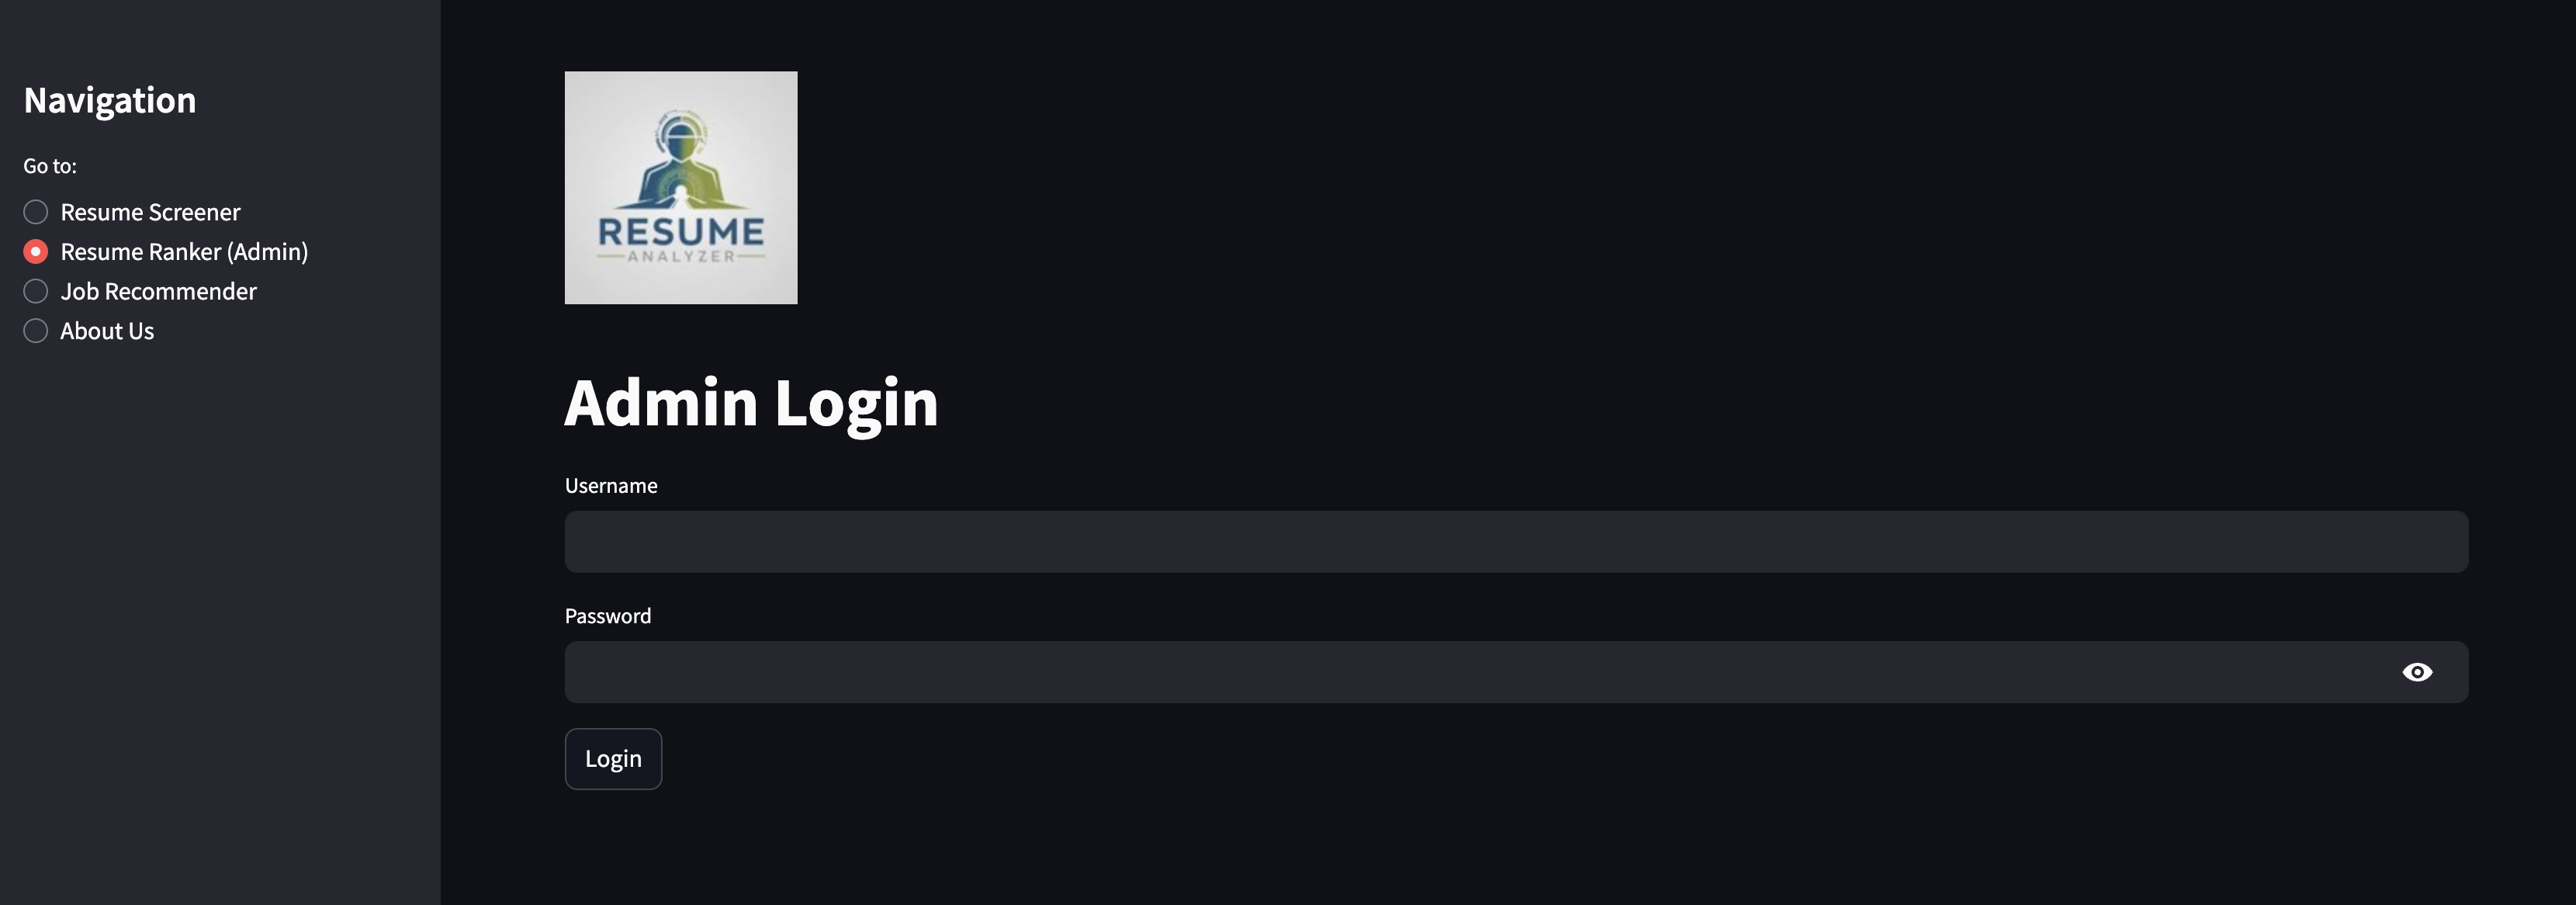 Navigation
Go to:
Resume Screener
Resume Ranker (Admin)
Job Recommender
About Us
RESUME
ANALYZER
Admin Login
Username
Password
Login